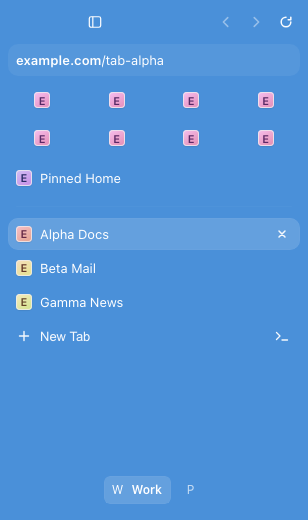 example.com/tab-alpha
E E E E
E E E E
E Pinned Home
E Alpha Docs
E Beta Mail
E Gamma News
New Tab
W Work P